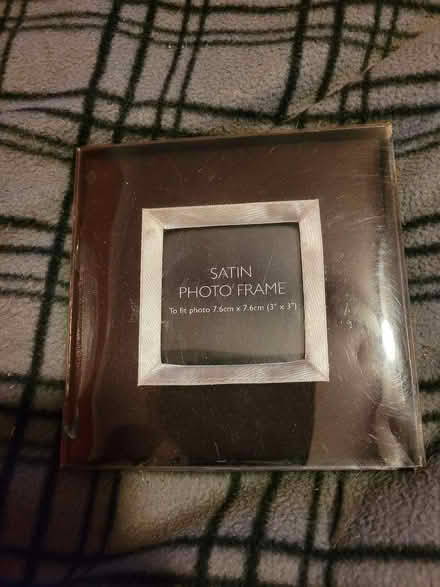 SATIN
PHOTO FRAME
To fit photo 7.6cm x 7.6cm (3" x 3")